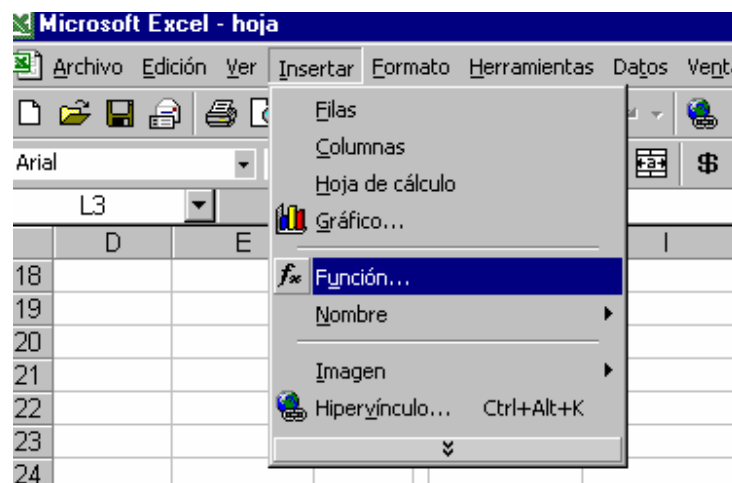 Microsoft Excel - hoja
Archivo Edición Ver Insertar Formato Herramientas Datos
Arial
L3
D E I
Filas
Columnas
Hoja de cálculo
Gráfico...
Función...
Nombre
Imagen
Hipervínculo... Ctrl+Alt+K
18
19
20
21
22
23
24